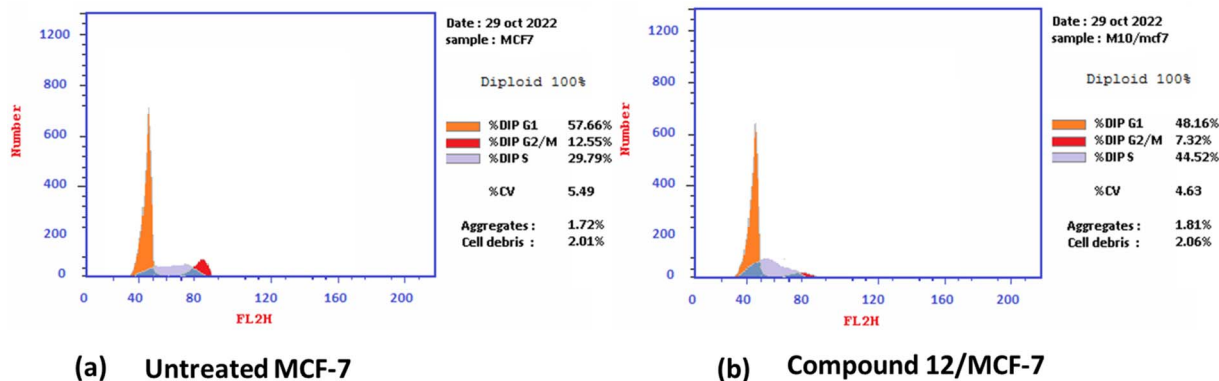 Date : 29 oct 2022
sample : MCF7
Diploid 100%
%DIP G1 57.66%
%DIP G2/M 12.55%
%DIP S 29.79%
%CV 5.49
Aggregates : 1.72%
Cell debris : 2.01%
Number
1200
800
600
400
200
0
0 40 80 120 160 200
FL2H
(a) Untreated MCF-7
Date : 29 oct 2022
sample : M10/mcf7
Diploid 100%
%DIP G1 48.16%
%DIP G2/M 7.32%
%DIP S 44.52%
%CV 4.63
Aggregates : 1.81%
Cell debris : 2.06%
Number
1200
800
600
400
200
0
0 40 80 120 160 200
FL2H
(b) Compound 12/MCF-7